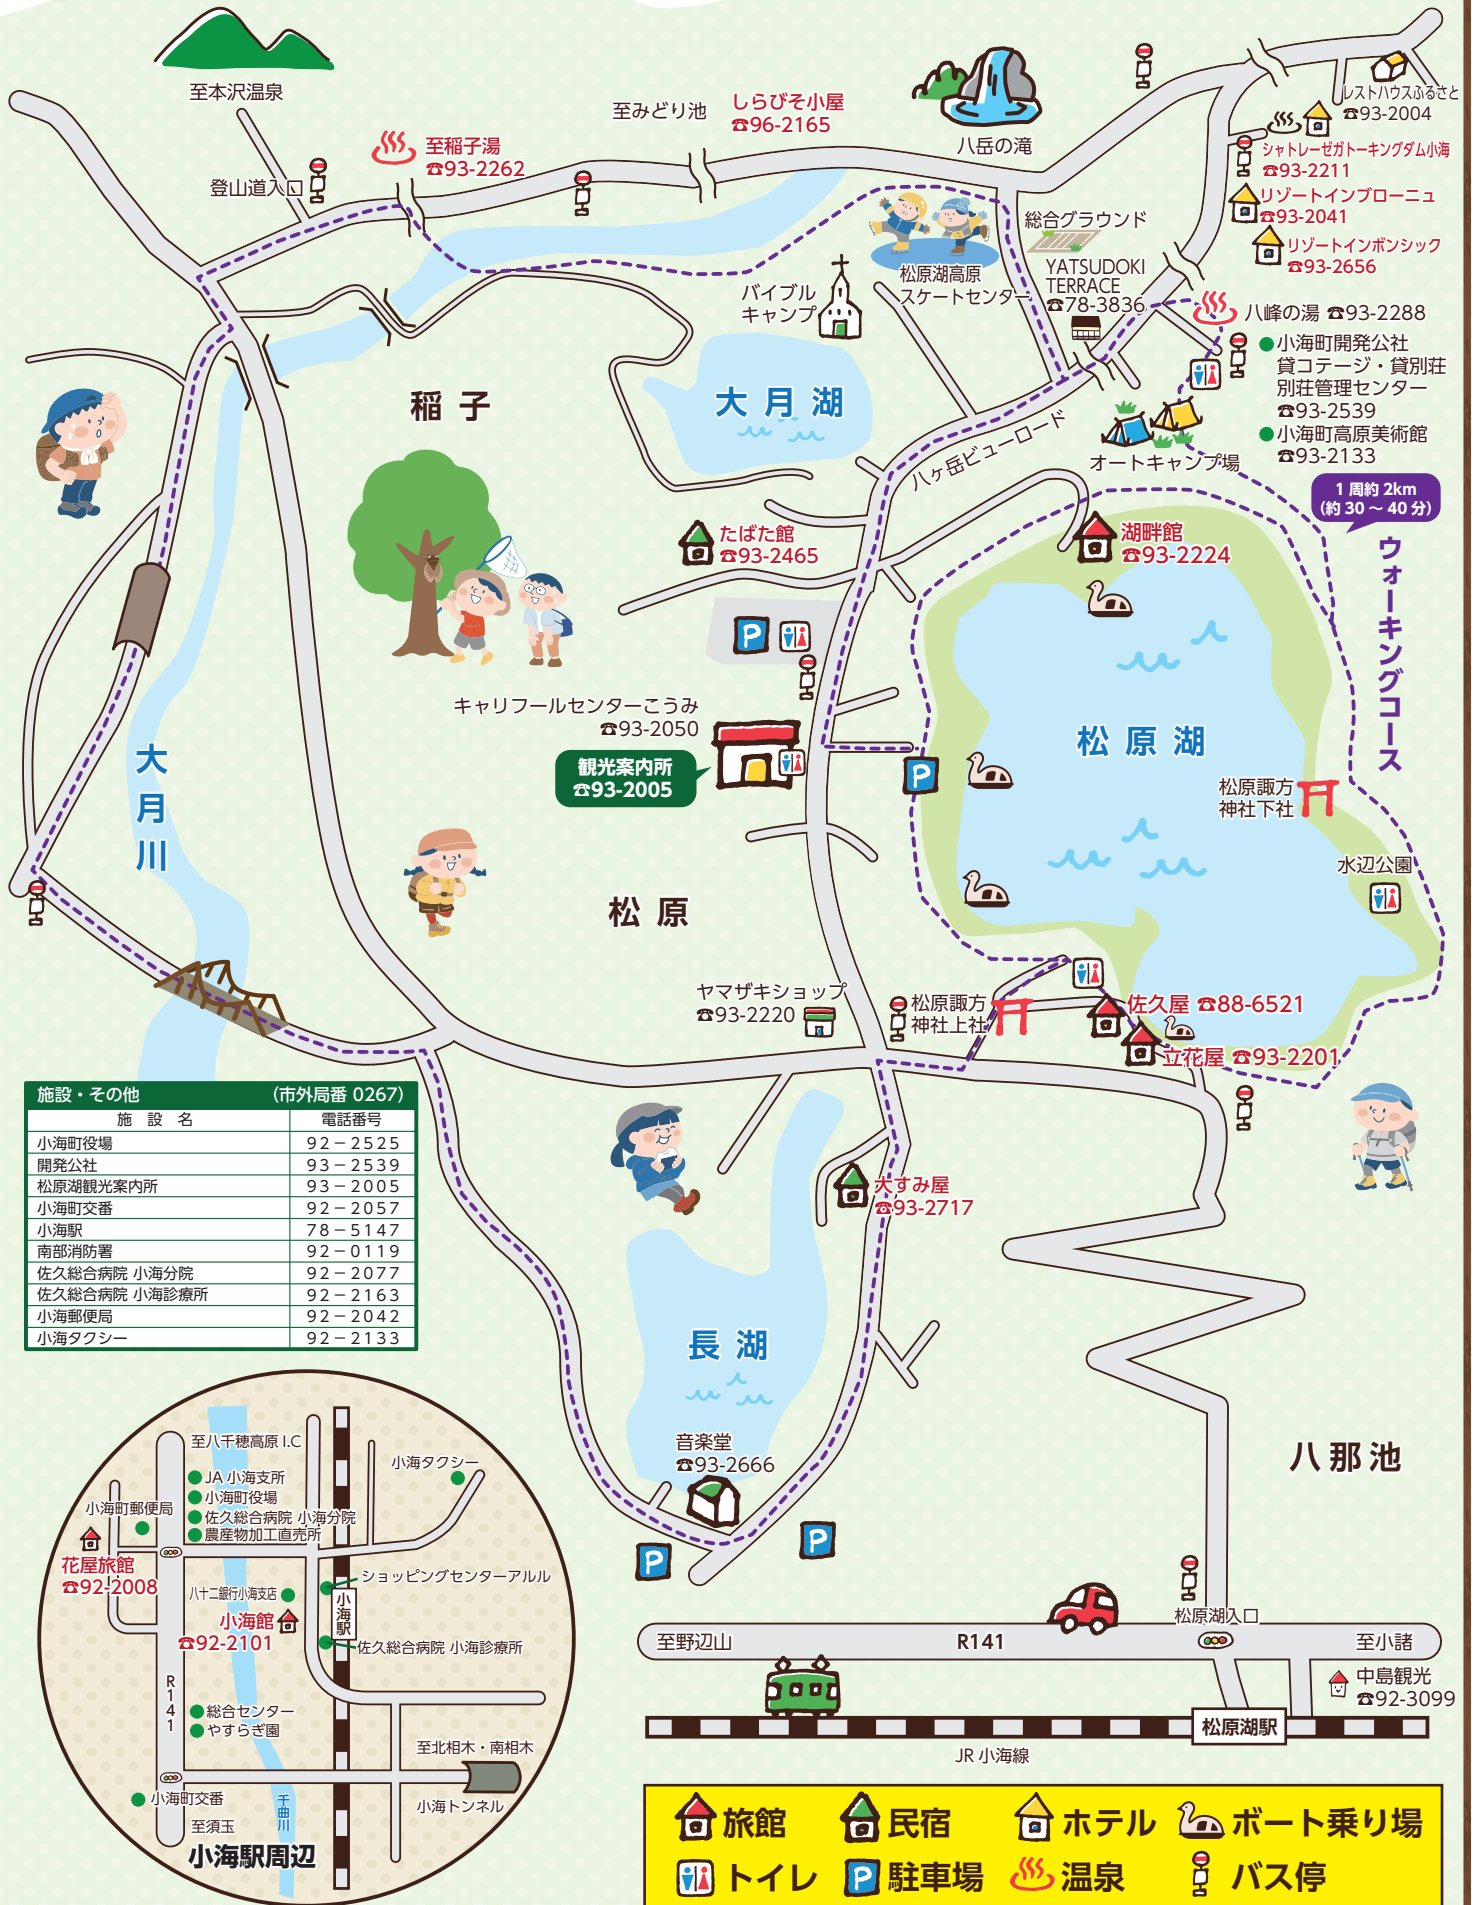 至本沢温泉
至みどり池
しらびそ小屋
☎96-2165
八岳の滝
レストハウスふるさと
☎93-2004
至稲子湯
☎93-2262
シャトレーゼガトーキングダム小海
☎93-2211
登山道入口
リゾートインブローニュ
☎93-2041
総合グラウンド
リゾートインボンシック
☎93-2656
松原湖高原
スケートセンター
YATSUDOKI
TERRACE
☎78-3836
バイブル
キャンプ
八峰の湯 ☎93-2288
小海町開発公社
貸コテージ・貸別荘
別荘管理センター
☎93-2539
小海町高原美術館
☎93-2133
稲子
大月湖
八ヶ岳ビューロード
オートキャンプ場
1周約2km
(約30～40分)
ウォーキングコース
たばた館
☎93-2465
湖畔館
☎93-2224
P
キャリフールセンターこうみ
☎93-2050
観光案内所
☎93-2005
P
松原湖
松原諏方
神社下社
大月川
水辺公園
松原
ヤマザキショップ
☎93-2220
松原諏方
神社上社
佐久屋 ☎88-6521
立花屋 ☎93-2201
施設・その他 (市外局番 0267)
施設名 電話番号
小海町役場 92－2525
開発公社 93－2539
松原湖観光案内所 93－2005
小海町交番 92－2057
小海駅 78－5147
南部消防署 92－0119
佐久総合病院 小海分院 92－2077
佐久総合病院 小海診療所 92－2163
小海郵便局 92－2042
小海タクシー 92－2133
大すみ屋
☎93-2717
長湖
音楽堂
☎93-2666
P
P
八那池
至八千穂高原I.C
JA 小海支所
小海町役場
佐久総合病院 小海分院
農産物加工直売所
小海タクシー
小海町郵便局
花屋旅館
☎92-2008
八十二銀行小海支店
ショッピングセンターアルル
小海館
☎92-2101
小海駅
佐久総合病院 小海診療所
R141
総合センター
やすらぎ園
至北相木・南相木
小海トンネル
小海町交番
至須玉
千曲川
小海駅周辺
松原湖入口
至野辺山
R141
至小諸
中島観光
☎92-3099
松原湖駅
JR 小海線
旅館 民宿 ホテル ボート乗り場
トイレ P 駐車場 温泉 バス停